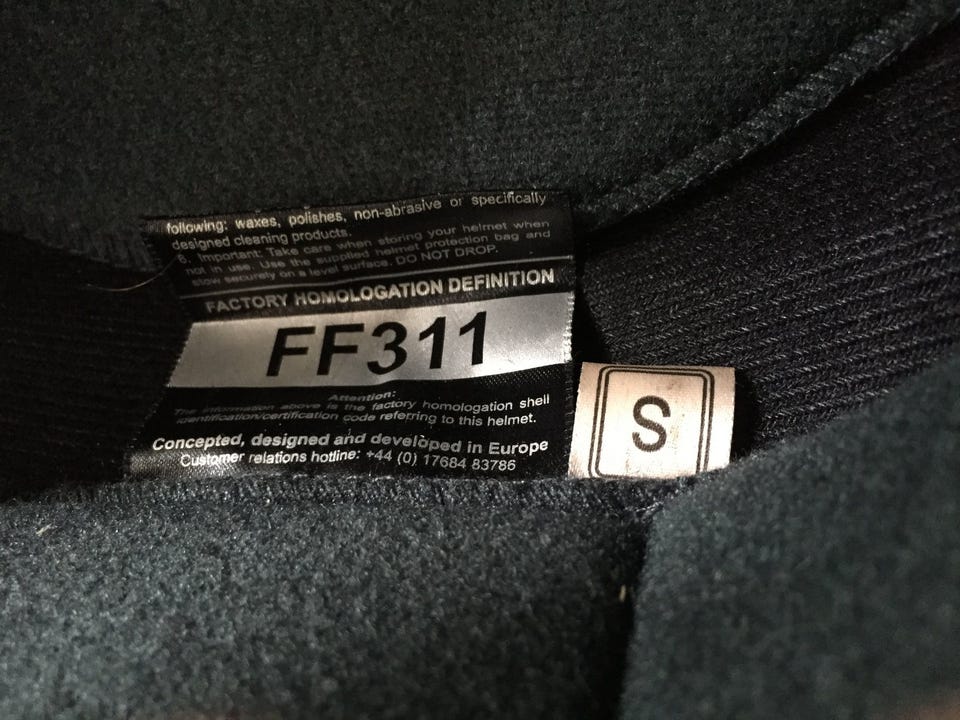 following: waxes, polishes, non-abrasive or specifically
designed cleaning products.
6. Important: Take care when storing your helmet when
not in use. Use the supplied helmet protection bag and
stow securely on a level surface. DO NOT DROP.
FACTORY HOMOLOGATION DEFINITION
FF311
Attention:
The information above is the factory homologation shell
identification/certification code referring to this helmet.
Concepted, designed and developed in Europe
Customer relations hotline: +44 (0) 17684 83786
S